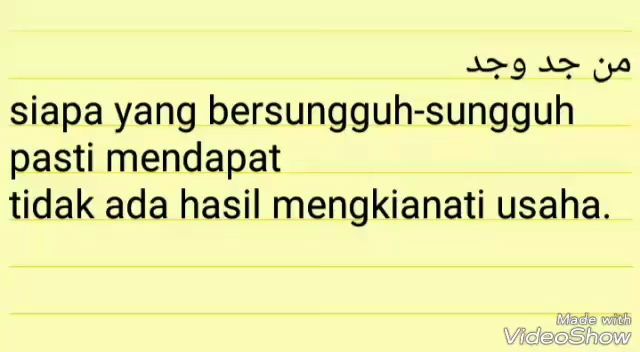 من جد وجد
siapa yang bersungguh-sungguh
pasti mendapat
tidak ada hasil mengkianati usaha.
Made with
VideoShow